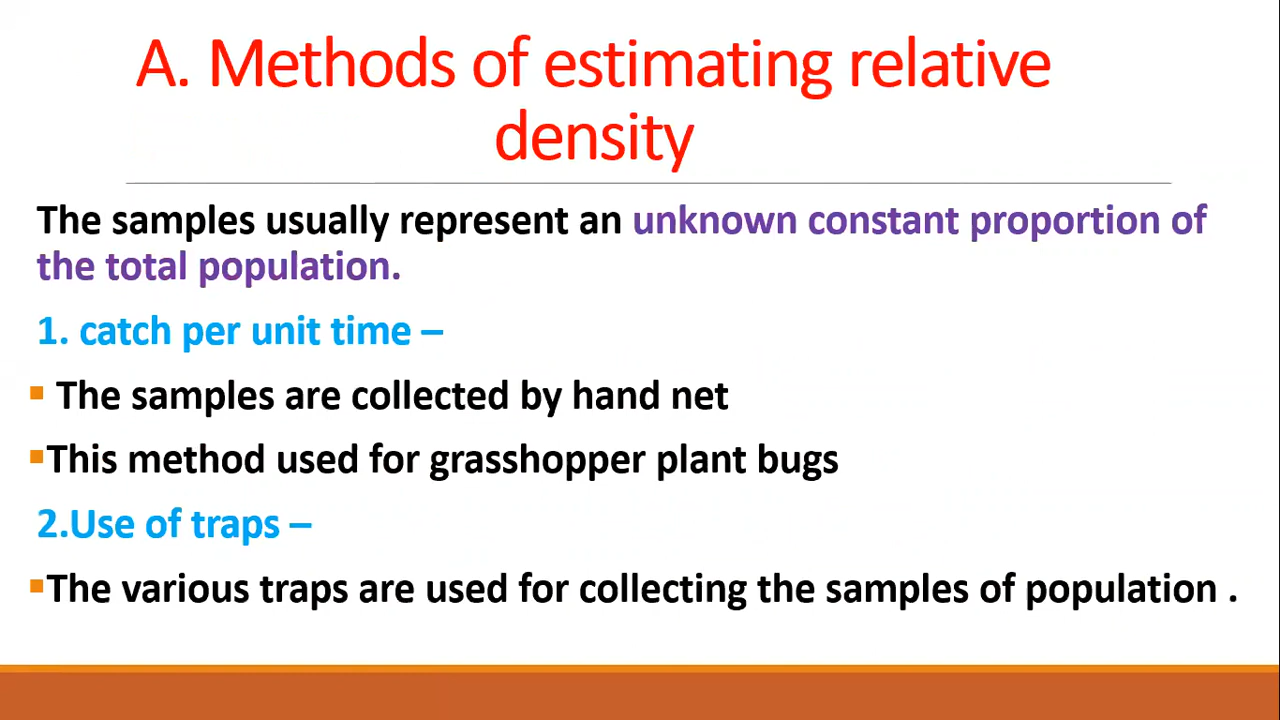 A. Methods of estimating relative
density
The samples usually represent an unknown constant proportion of
the total population.
1. catch per unit time –
▪ The samples are collected by hand net
▪This method used for grasshopper plant bugs
2.Use of traps –
▪The various traps are used for collecting the samples of population .